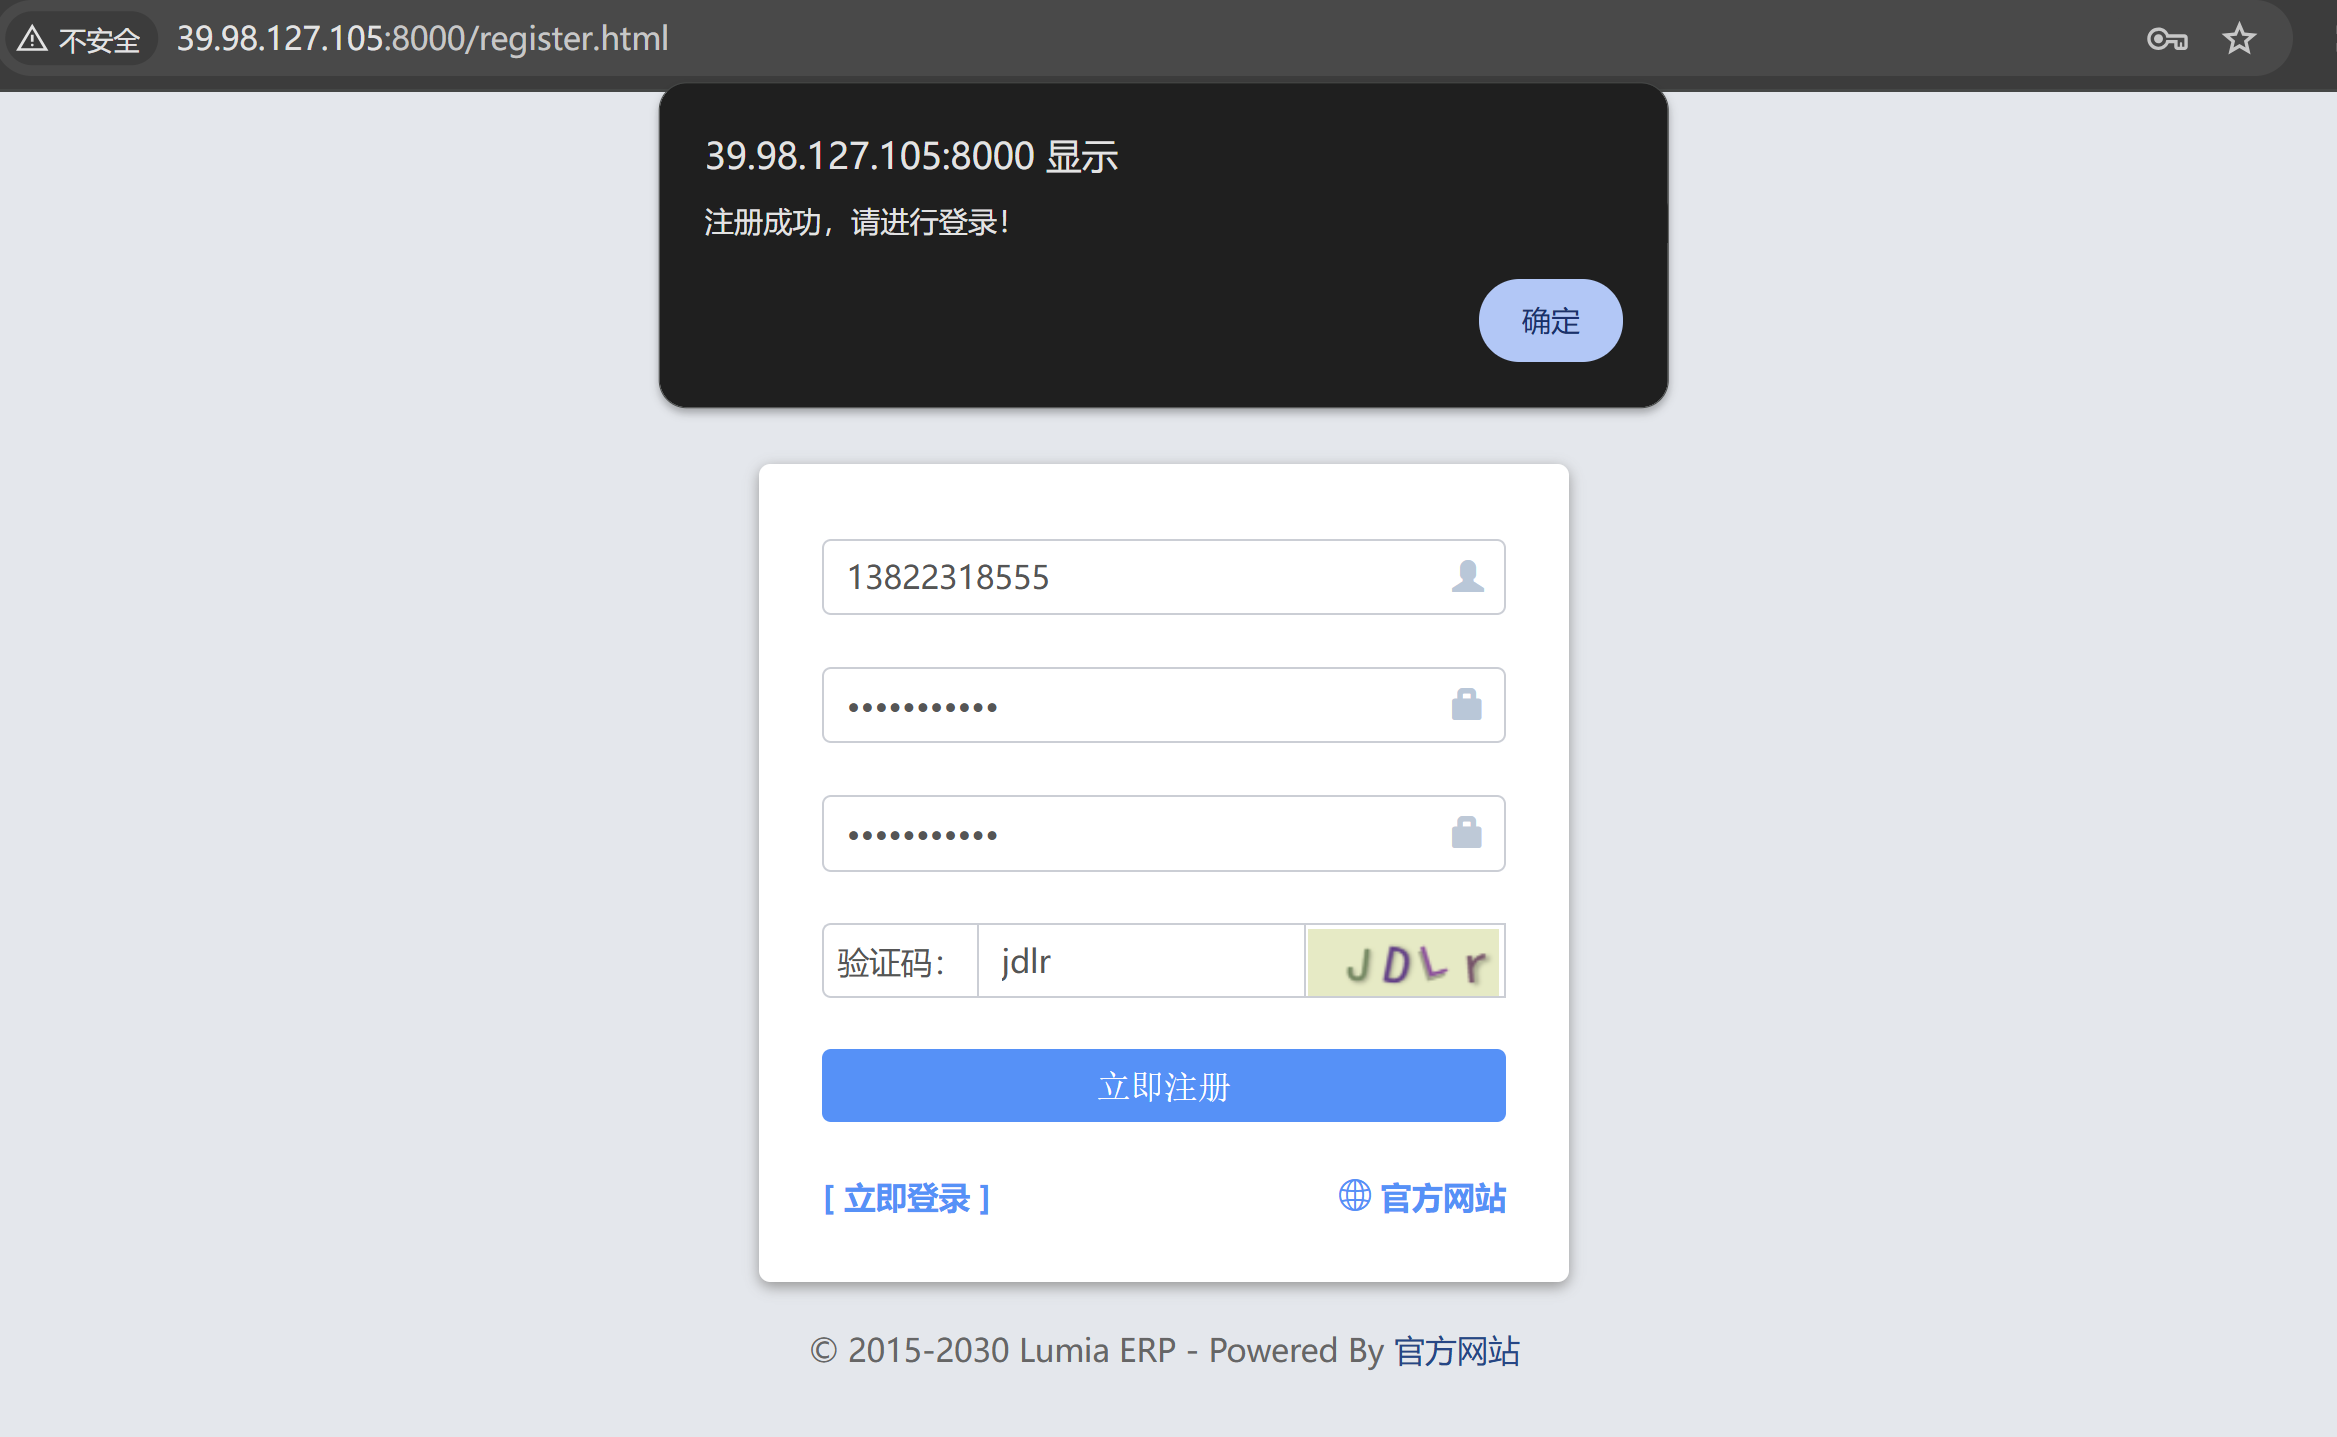 不安全 39.98.127.105:8000/register.html
39.98.127.105:8000 显示
注册成功，请进行登录！
确定
13822318555
•••••••••••
•••••••••••
验证码： jdlr JDLr
立即注册
[ 立即登录 ] 官方网站
© 2015-2030 Lumia ERP - Powered By 官方网站